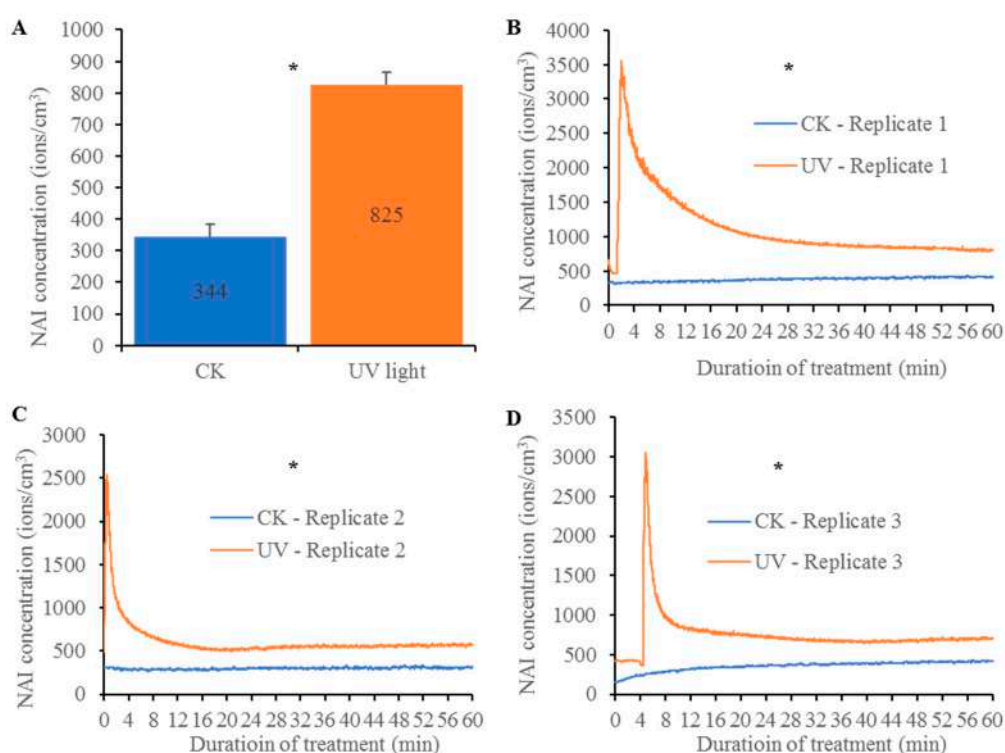 A
NAI concentration (ions/cm³)
1000
900
800
700
600
500
400
300
200
100
0
*
344
825
CK
UV light
B
NAI concentration (ions/cm³)
4000
3500
3000
2500
2000
1500
1000
500
0
*
CK - Replicate 1
UV - Replicate 1
0 4 8 12 16 20 24 28 32 36 40 44 48 52 56 60
Duratioin of treatment (min)
C
NAI concentration (ions/cm³)
3000
2500
2000
1500
1000
500
0
*
CK - Replicate 2
UV - Replicate 2
0 4 8 12 16 20 24 28 32 36 40 44 48 52 56 60
Duratioin of treatment (min)
D
NAI concentration (ions/cm³)
3500
3000
2500
2000
1500
1000
500
0
*
CK - Replicate 3
UV - Replicate 3
0 4 8 12 16 20 24 28 32 36 40 44 48 52 56 60
Duratioin of treatment (min)